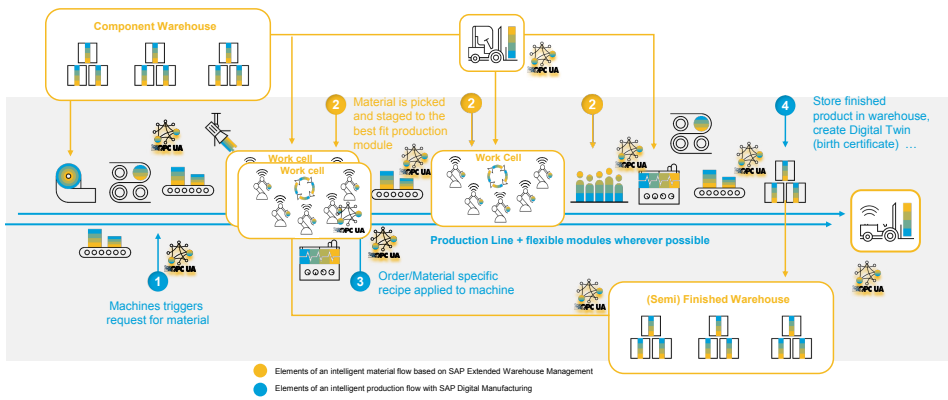 Component Warehouse
OPC UA
2
Material is picked
and staged to the
best fit production
module
2
2
4
Store finished
product in warehouse,
create Digital Twin
(birth certificate) …
OPC UA
OPC UA
OPC UA
OPC UA
Work cell
Work cell
Work Cell
OPC UA
Production Line + flexible modules wherever possible
OPC UA
OPC UA
1
Machines triggers
request for material
3
Order/Material specific
recipe applied to machine
OPC UA
OPC UA
(Semi) Finished Warehouse
Elements of an intelligent material flow based on SAP Extended Warehouse Management
Elements of an intelligent production flow with SAP Digital Manufacturing